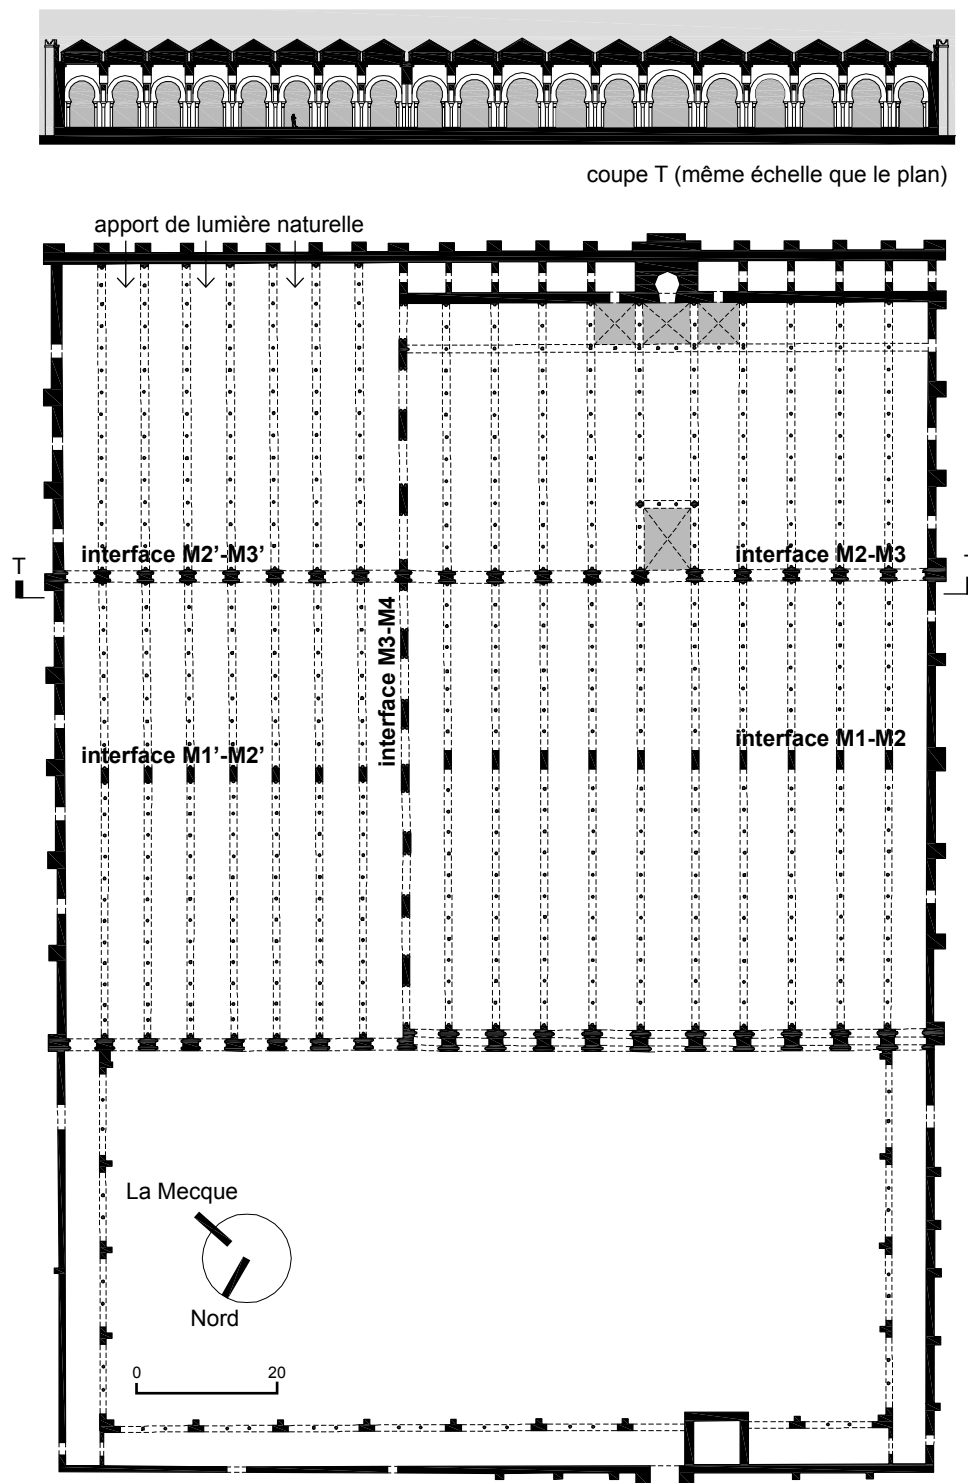 coupe T (même échelle que le plan)
apport de lumière naturelle
interface M2'-M3'
interface M2-M3
T
interface M3-M4
interface M1'-M2'
interface M1-M2
La Mecque
Nord
0 20